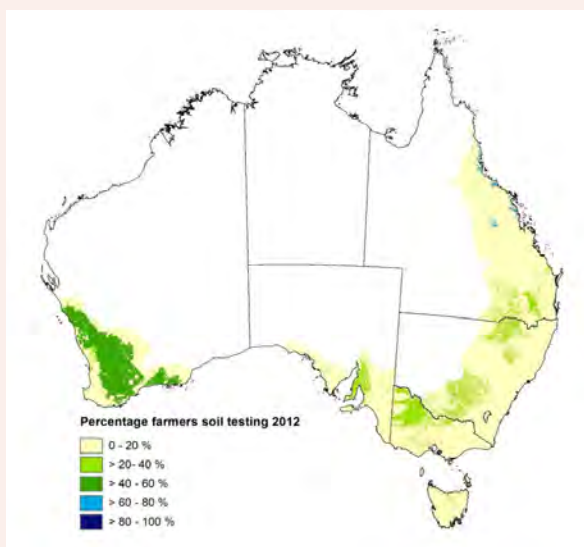 Percentage farmers soil testing 2012
0 - 20 %
> 20- 40 %
> 40 - 60 %
> 60 - 80 %
> 80 - 100 %